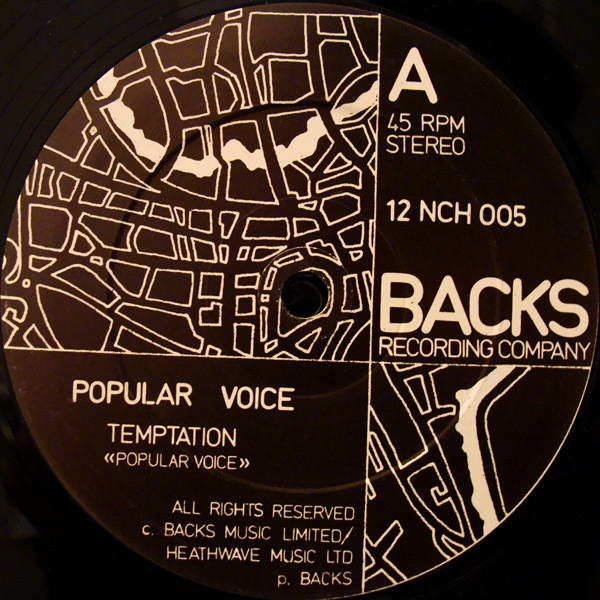 A
45 RPM
STEREO
12 NCH 005
BACKS
RECORDING COMPANY
POPULAR VOICE
TEMPTATION
«POPULAR VOICE»
ALL RIGHTS RESERVED
c. BACKS MUSIC LIMITED/
HEATHWAVE MUSIC LTD
p. BACKS